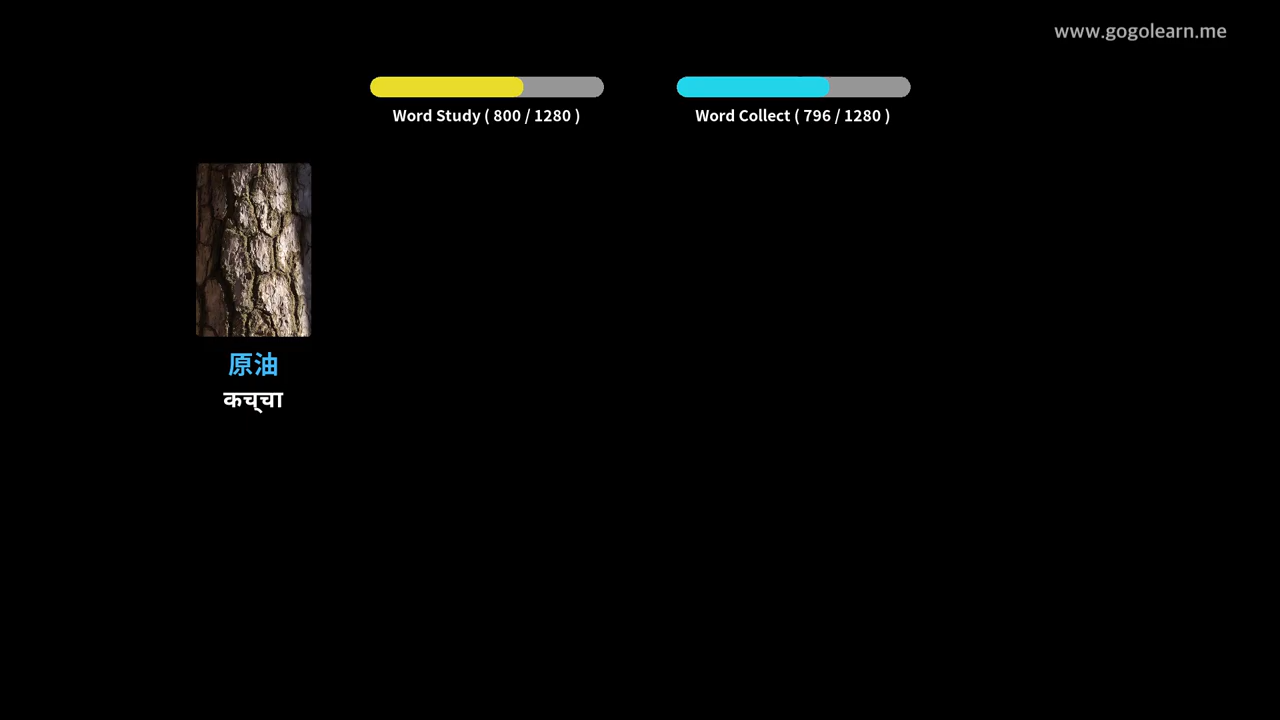 www.gogolearn.me
Word Study ( 800 / 1280 )
Word Collect ( 796 / 1280 )
原油
कच्चा